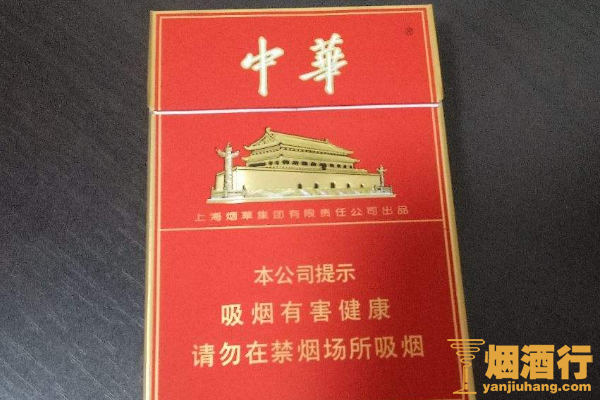 中華
®
上海烟草集团有限责任公司出品
本公司提示
吸烟有害健康
请勿在禁烟场所吸烟
烟酒行
yanjiuhang.com